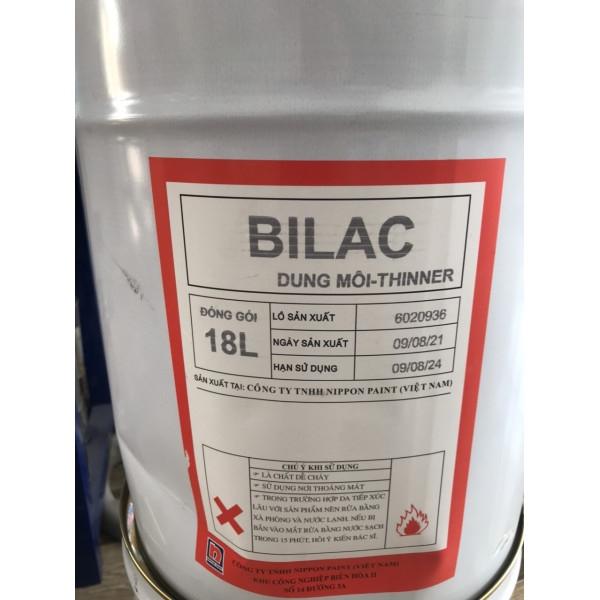 BILAC
DUNG MÔI-THINNER
ĐÓNG GÓI
18L
LÔ SẢN XUẤT 6020936
NGÀY SẢN XUẤT 09/08/21
HẠN SỬ DỤNG 09/08/24
SẢN XUẤT TẠI: CÔNG TY TNHH NIPPON PAINT (VIỆT NAM)
CHÚ Ý KHI SỬ DỤNG
LÀ CHẤT DỄ CHÁY
SỬ DỤNG NƠI THOÁNG MÁT
TRONG TRƯỜNG HỢP DA TIẾP XÚC
LÂU VỚI SẢN PHẨM NÊN RỬA BẰNG
XÀ PHÒNG VÀ NƯỚC LẠNH. NẾU BỊ
BẮN VÀO MẮT RỬA BẰNG NƯỚC SẠCH
TRONG 15 PHÚT, HỎI Ý KIẾN BÁC SĨ.
CÔNG TY TNHH NIPPON PAINT (VIỆT NAM)
KHU CÔNG NGHIỆP BIÊN HÒA II
SỐ 14 ĐƯỜNG 3A